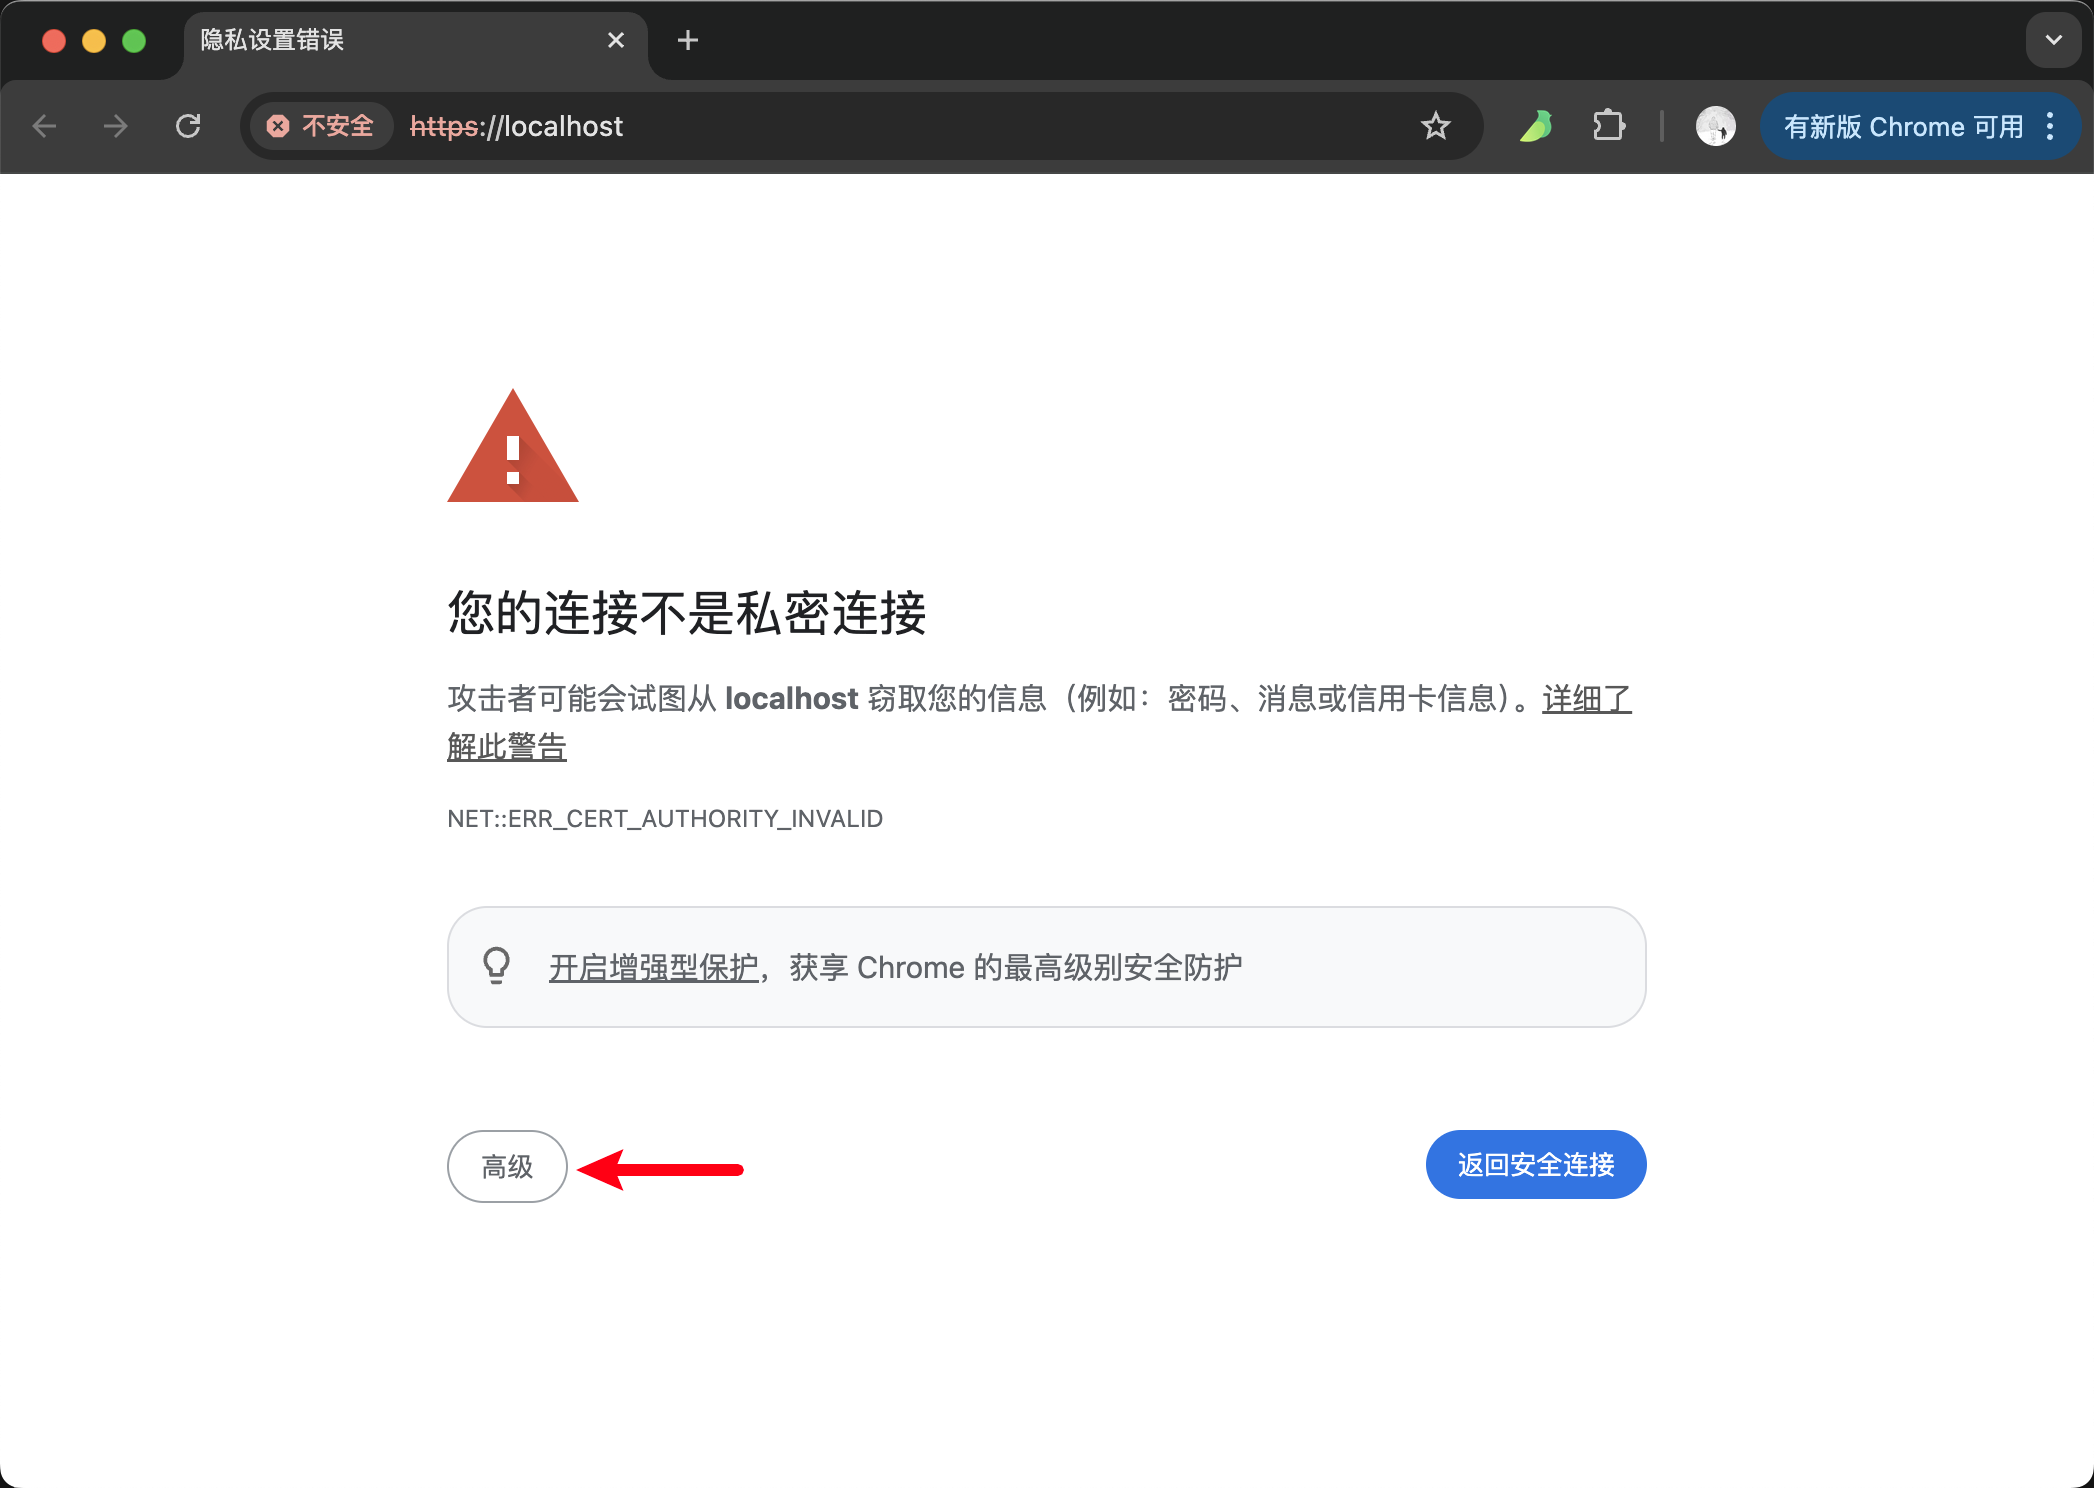 隐私设置错误
不安全 https://localhost 有新版 Chrome 可用
您的连接不是私密连接
攻击者可能会试图从 localhost 窃取您的信息（例如：密码、消息或信用卡信息）。详细了
解此警告
NET::ERR_CERT_AUTHORITY_INVALID
开启增强型保护，获享 Chrome 的最高级别安全防护
高级 返回安全连接